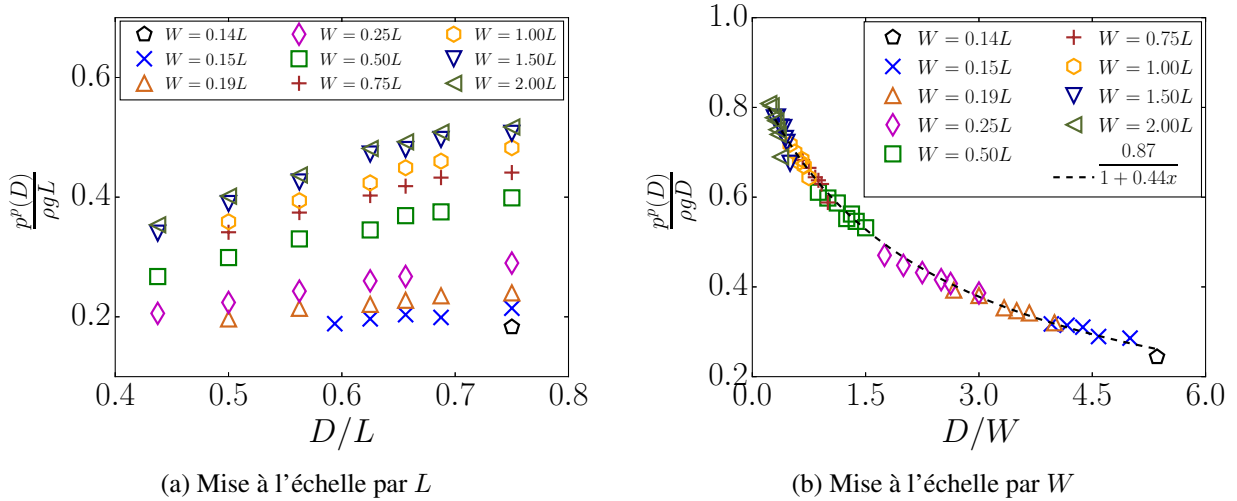 0.6
0.4
0.2
0.4
0.5
0.6
0.7
0.8
p^p(D)
ρgL
D/L
W = 0.14L
W = 0.15L
W = 0.19L
W = 0.25L
W = 0.50L
W = 0.75L
W = 1.00L
W = 1.50L
W = 2.00L
(a) Mise à l'échelle par L
1.0
0.8
0.6
0.4
0.2
0.0
1.5
3.0
4.5
6.0
p^p(D)
ρgD
D/W
W = 0.14L
W = 0.15L
W = 0.19L
W = 0.25L
W = 0.50L
W = 0.75L
W = 1.00L
W = 1.50L
W = 2.00L
0.87
1 + 0.44x
(b) Mise à l'échelle par W